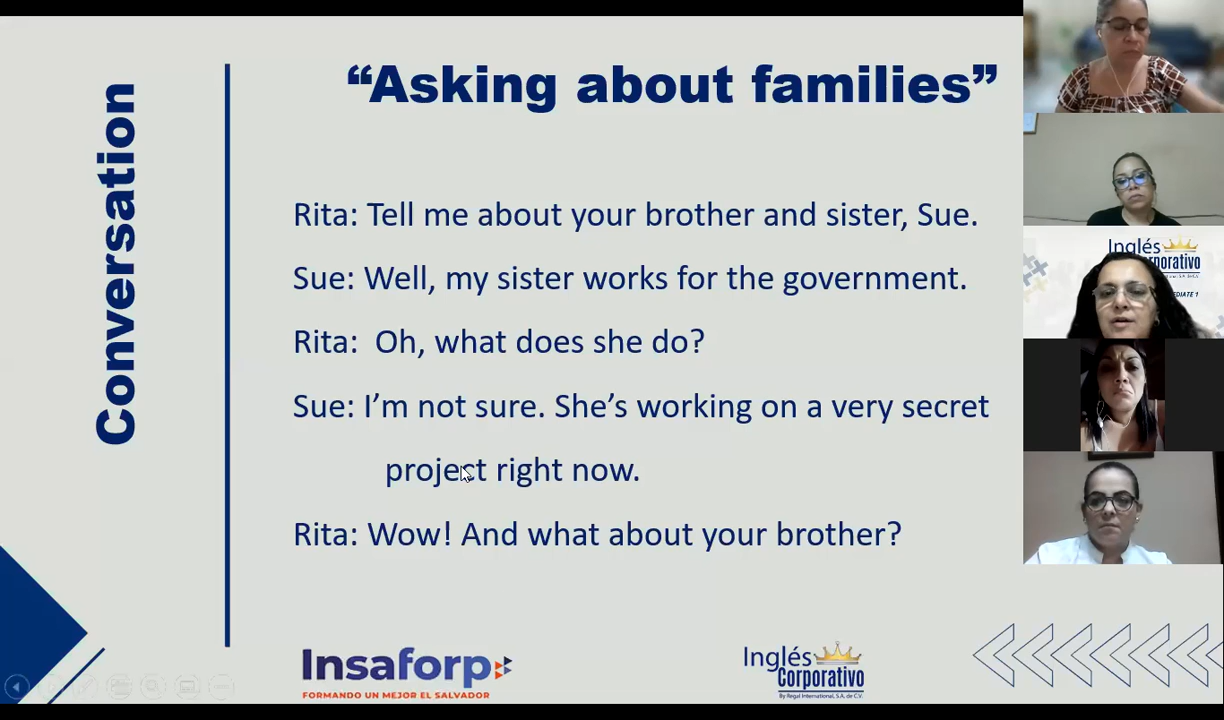 Conversation
“Asking about families”
Rita: Tell me about your brother and sister, Sue.
Sue: Well, my sister works for the government.
Rita: Oh, what does she do?
Sue: I’m not sure. She’s working on a very secret
project right now.
Rita: Wow! And what about your brother?
Insaforp
FORMANDO UN MEJOR EL SALVADOR
Inglés
Corporativo
By Regal International, S.A. de C.V.
Inglés